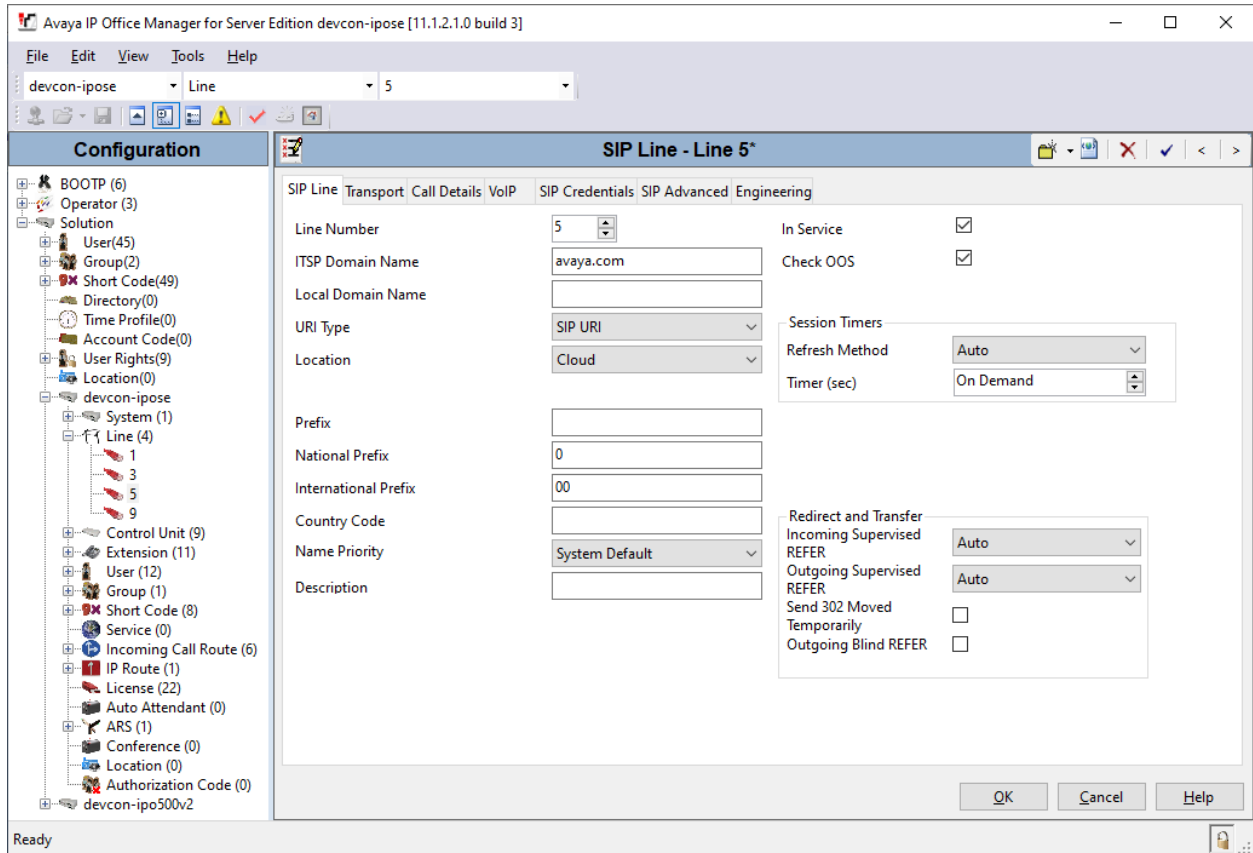 Avaya IP Office Manager for Server Edition devcon-ipose [11.1.2.1.0 build 3]
File Edit View Tools Help
devcon-ipose Line 5
Configuration
BOOTP (6)
Operator (3)
Solution
User(45)
Group(2)
Short Code(49)
Directory(0)
Time Profile(0)
Account Code(0)
User Rights(9)
Location(0)
devcon-ipose
System (1)
Line (4)
1
3
5
9
Control Unit (9)
Extension (11)
User (12)
Group (1)
Short Code (8)
Service (0)
Incoming Call Route (6)
IP Route (1)
License (22)
Auto Attendant (0)
ARS (1)
Conference (0)
Location (0)
Authorization Code (0)
devcon-ipo500v2
SIP Line - Line 5*
SIP Line Transport Call Details VoIP SIP Credentials SIP Advanced Engineering
Line Number 5
ITSP Domain Name avaya.com
Local Domain Name
URI Type SIP URI
Location Cloud
Prefix
National Prefix 0
International Prefix 00
Country Code
Name Priority System Default
Description
In Service
Check OOS
Session Timers
Refresh Method Auto
Timer (sec) On Demand
Redirect and Transfer
Incoming Supervised
REFER Auto
Outgoing Supervised
REFER Auto
Send 302 Moved
Temporarily
Outgoing Blind REFER
OK Cancel Help
Ready